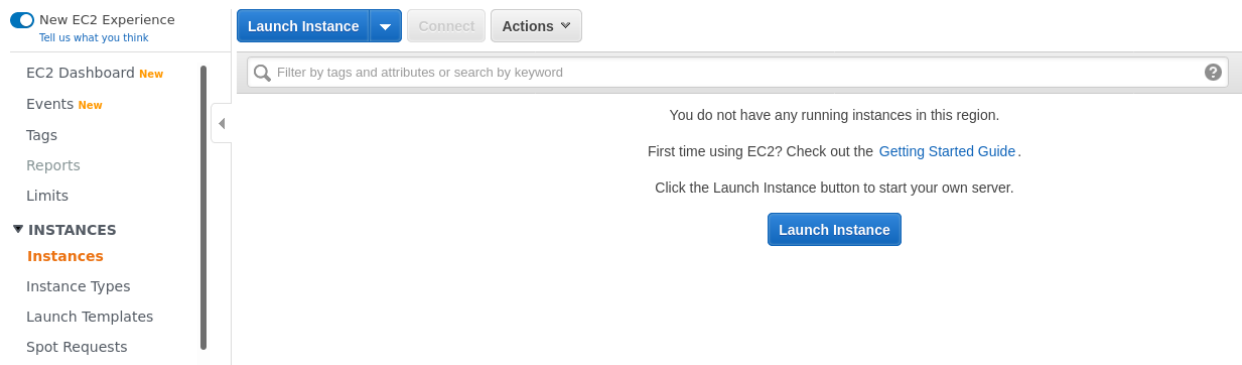 New EC2 Experience
Tell us what you think
EC2 Dashboard New
Events New
Tags
Reports
Limits
INSTANCES
Instances
Instance Types
Launch Templates
Spot Requests
Launch Instance Connect Actions
Filter by tags and attributes or search by keyword
You do not have any running instances in this region.
First time using EC2? Check out the Getting Started Guide.
Click the Launch Instance button to start your own server.
Launch Instance